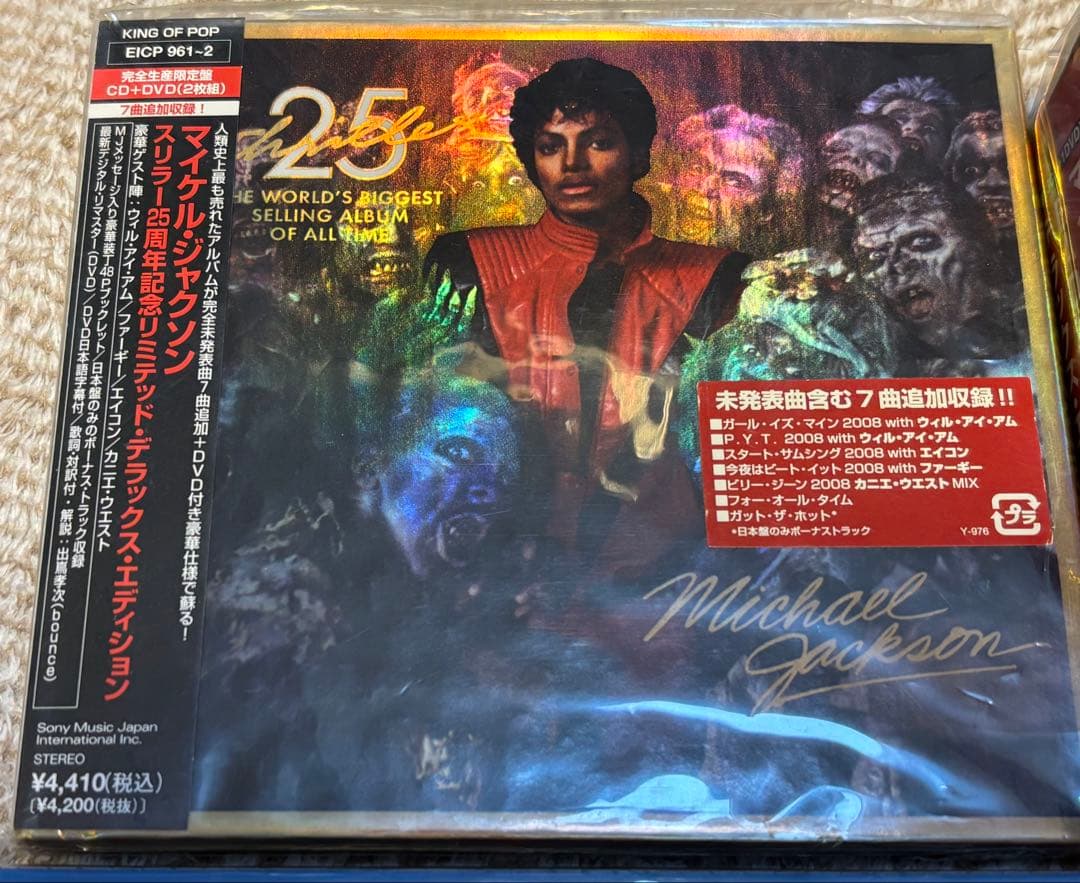 KING OF POP
EICP 961~2
完全生産限定盤
CD+DVD(2枚組)
7曲追加収録!
人類史上最も売れたアルバムが完全未発表曲7曲追加+DVD付き豪華仕様で蘇る!
マイケル・ジャクソン
スリラー25周年記念リミテッド・デラックス・エディション
豪華ゲスト陣:ウィル・アイ・アム/ファーギー/エイコン/カニエ・ウエスト
MJメッセージ入り豪華装丁48Pブックレット/日本盤のみのボーナス・トラック収録
最新デジタル・リマスター(DVD)/DVD日本語字幕付/歌詞・対訳付・解説:出嶌孝次(bounce)
Sony Music Japan
International Inc.
STEREO
¥4,410(税込)
[¥4,200(税抜)]
25
Thriller
THE WORLD'S BIGGEST
SELLING ALBUM
OF ALL TIME
未発表曲含む7曲追加収録!!
■ガール・イズ・マイン 2008 with ウィル・アイ・アム
■P.Y.T. 2008 with ウィル・アイ・アム
■スタート・サムシング 2008 with エイコン
■今夜はビート・イット 2008 with ファーギー
■ビリー・ジーン 2008 カニエ・ウエスト MIX
■フォー・オール・タイム
■ガット・ザ・ホット*
*日本盤のみボーナストラック
プラ
Y-976
Michael
Jackson